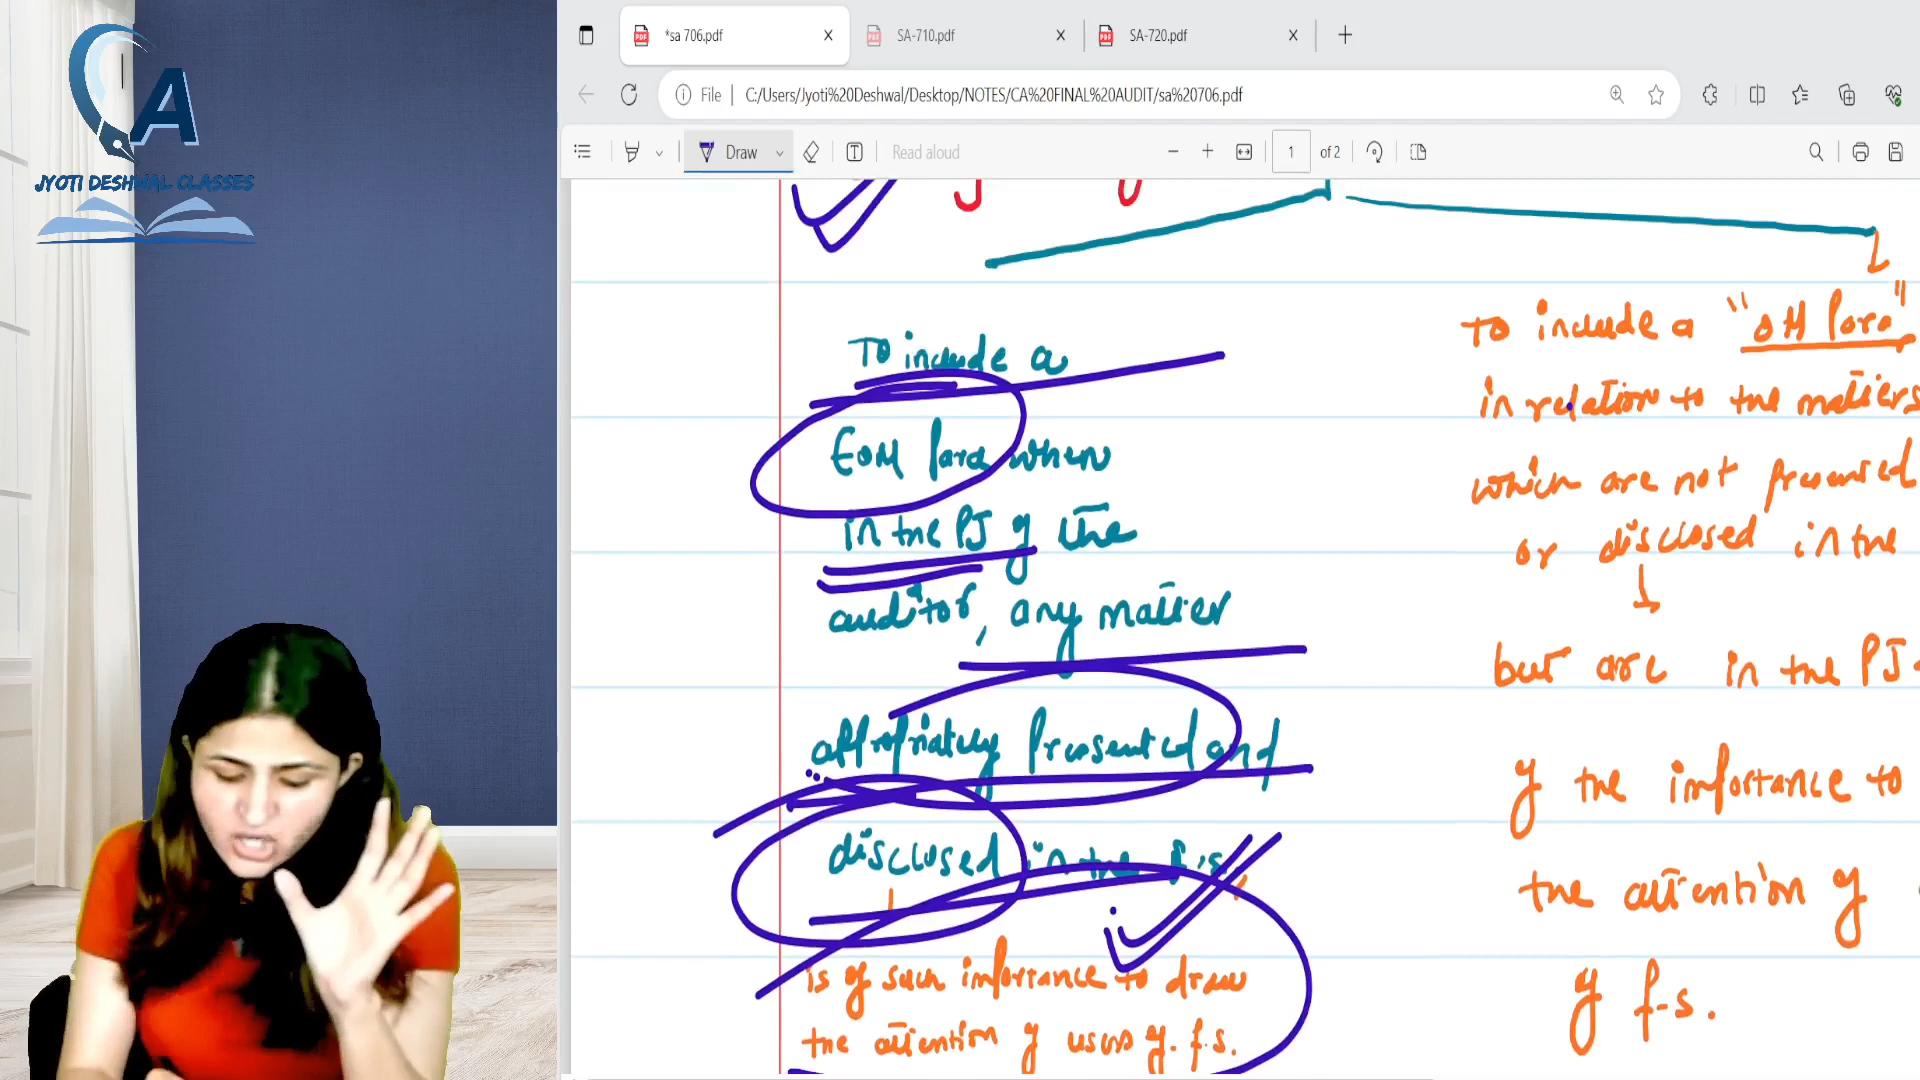 A
JYOTI DESHWAL CLASSES
*sa 706.pdf
SA-710.pdf
SA-720.pdf
File
C:/Users/Jyoti%20Deshwal/Desktop/NOTES/CA%20FINAL%20AUDIT/sa%20706.pdf
Draw
Read aloud
1
of 2
To include a
EOM Para when
in the PJ of the
auditor, any matter
appropriately Presented and
disclosed in the f.s.
is of such importance to draw
the attention of users of f.s.
To include a "OM Para"
in relation to the matters
which are not presented
or disclosed in the
but are in the PJ
of the importance to
the attention of
of f.s.